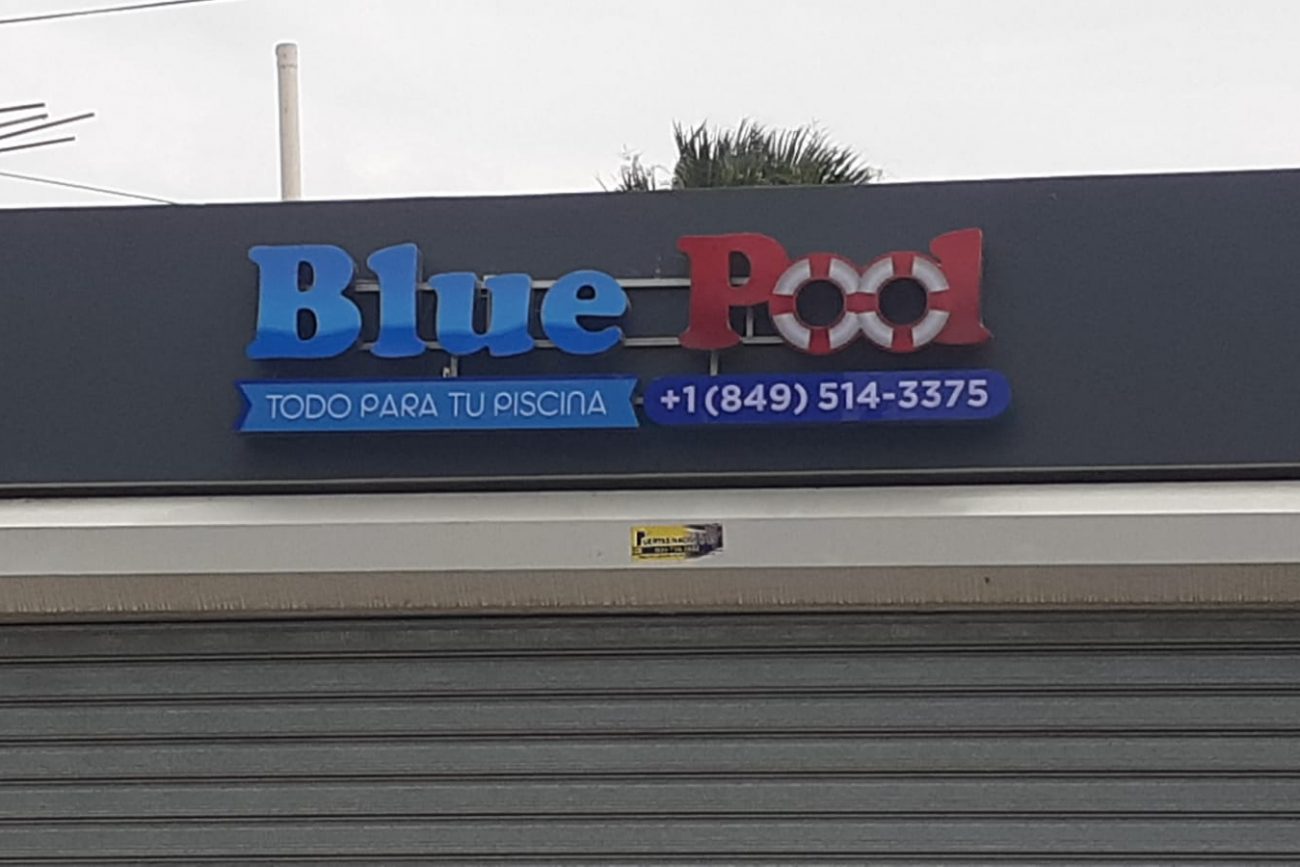 Blue Pool
TODO PARA TU PISCINA
+1 (849) 514-3375